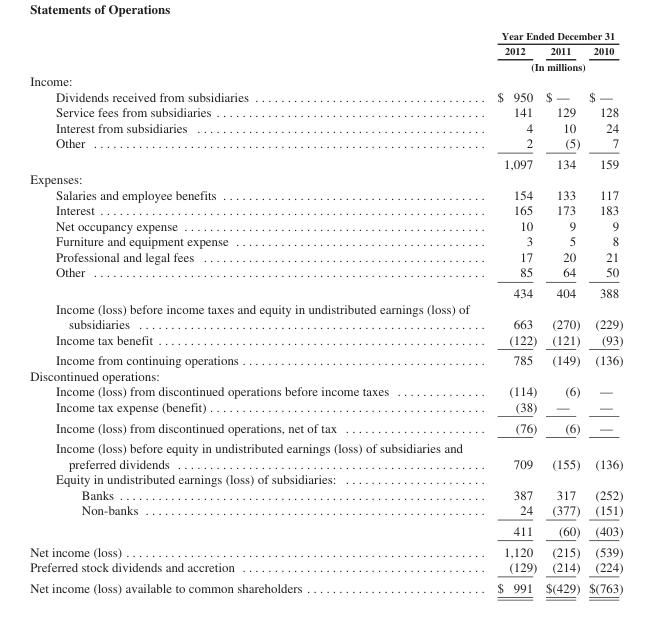 Statements of Operations
Year Ended December 31
2012 2011 2010
(In millions)
Income:
Dividends received from subsidiaries $ 950 $ — $ —
Service fees from subsidiaries 141 129 128
Interest from subsidiaries 4 10 24
Other 2 (5) 7
1,097 134 159
Expenses:
Salaries and employee benefits 154 133 117
Interest 165 173 183
Net occupancy expense 10 9 9
Furniture and equipment expense 3 5 8
Professional and legal fees 17 20 21
Other 85 64 50
434 404 388
Income (loss) before income taxes and equity in undistributed earnings (loss) of
subsidiaries 663 (270) (229)
Income tax benefit (122) (121) (93)
Income from continuing operations 785 (149) (136)
Discontinued operations:
Income (loss) from discontinued operations before income taxes (114) (6) —
Income tax expense (benefit) (38) — —
Income (loss) from discontinued operations, net of tax (76) (6) —
Income (loss) before equity in undistributed earnings (loss) of subsidiaries and
preferred dividends 709 (155) (136)
Equity in undistributed earnings (loss) of subsidiaries:
Banks 387 317 (252)
Non-banks 24 (377) (151)
411 (60) (403)
Net income (loss) 1,120 (215) (539)
Preferred stock dividends and accretion (129) (214) (224)
Net income (loss) available to common shareholders $ 991 $(429) $(763)